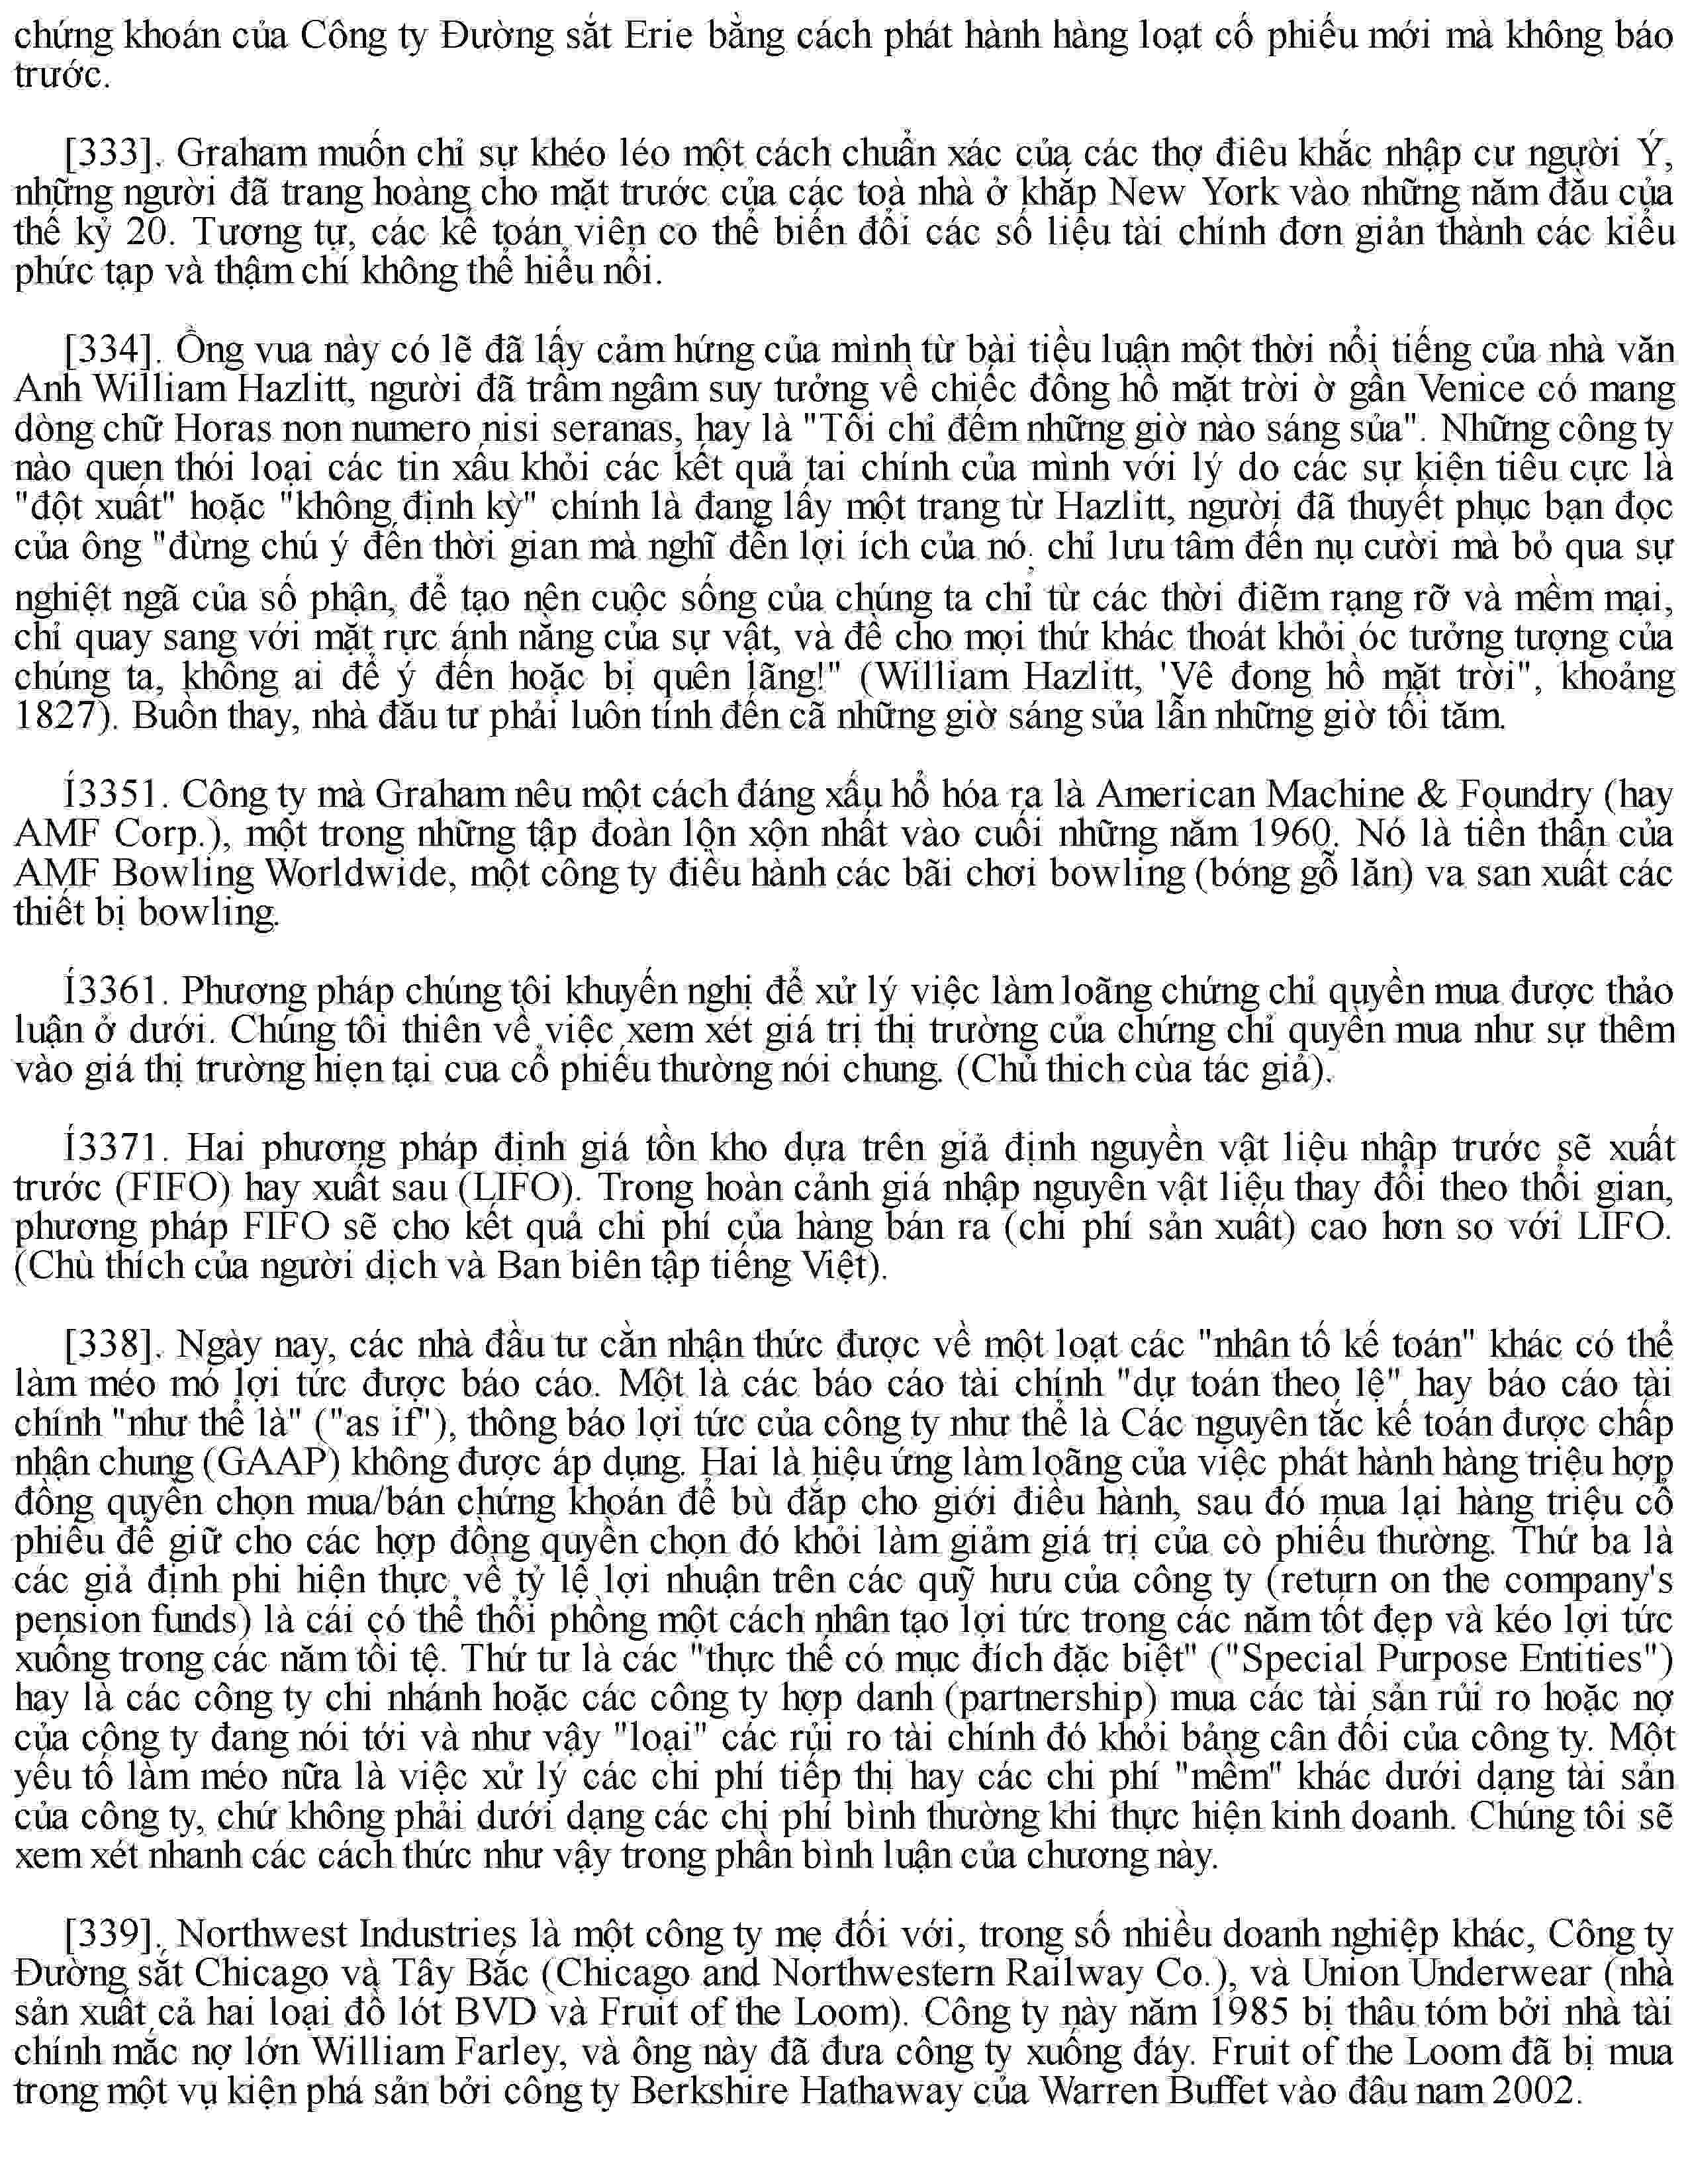 chứng khoán của Công ty Đường sắt Erie bằng cách phát hành hàng loạt cố phiếu mới mà không báo
trước.
[333]. Graham muốn chỉ sự khéo léo một cách chuẩn xác của các thợ điêu khắc nhập cư người Ý,
những người đã trang hoàng cho mặt trước của các toà nhà ở khắp New York vào những năm đầu của
thế kỷ 20. Tương tự, các kế toán viên co thể biến đổi các số liệu tài chính đơn giản thành các kiểu
phức tạp và thậm chí không thể hiểu nổi.
[334]. Ông vua này có lẽ đã lấy cảm hứng của mình từ bài tiểu luận một thời nổi tiếng của nhà văn
Anh William Hazlitt, người đã trầm ngâm suy tưởng về chiếc đồng hồ mặt trời ờ gần Venice có mang
dòng chữ Horas non numero nisi seranas, hay là "Tôi chỉ đếm những giờ nào sáng sủa". Những công ty
nào quen thói loại các tin xấu khỏi các kết quả tai chính của mình với lý do các sự kiện tiêu cực là
"đột xuất" hoặc "không định kỳ" chính là đang lấy một trang từ Hazlitt, người đã thuyết phục bạn đọc
của ông "đừng chú ý đến thời gian mà nghĩ đến lợi ích của nó, chỉ lưu tâm đến nụ cười mà bỏ qua sự
nghiệt ngã của số phận, để tạo nên cuộc sống của chúng ta chỉ từ các thời điẽm rạng rỡ và mềm mại,
chỉ quay sang với mặt rực ánh nắng của sự vật, và đề cho mọi thứ khác thoát khỏi óc tưởng tượng của
chúng ta, không ai để ý đến hoặc bị quên lãng!" (William Hazlitt, 'Vê đong hồ mặt trời", khoảng
1827). Buồn thay, nhà đầu tư phải luôn tính đến cã những giờ sáng sủa lẫn những giờ tối tăm.
Í3351. Công ty mà Graham nêu một cách đáng xấu hổ hóa ra là American Machine & Foundry (hay
AMF Corp.), một trong những tập đoàn lộn xộn nhất vào cuối những năm 1960. Nó là tiền thân của
AMF Bowling Worldwide, một công ty điều hành các bãi chơi bowling (bóng gỗ lăn) va san xuất các
thiết bị bowling.
Í3361. Phương pháp chúng tôi khuyến nghị để xử lý việc làm loãng chứng chỉ quyền mua được thảo
luận ở dưới. Chúng tôi thiên về việc xem xét giá trị thị trường của chứng chỉ quyền mua như sự thêm
vào giá thị trường hiện tại cua cổ phiếu thường nói chung. (Chủ thich cùa tác giả).
Í3371. Hai phương pháp định giá tồn kho dựa trên giả định nguyền vật liệu nhập trước sẽ xuất
trước (FIFO) hay xuất sau (LIFO). Trong hoàn cảnh giá nhập nguyên vật liệu thay đổi theo thổi gian,
phương pháp FIFO sẽ cho kết quả chi phí của hàng bán ra (chi phí sản xuất) cao hơn so với LIFO.
(Chù thích của người dịch và Ban biên tập tiếng Việt).
[338]. Ngày nay, các nhà đầu tư cằn nhận thức được về một loạt các "nhân tố kế toán" khác có thể
làm méo mó lợi tức được báo cáo. Một là các báo cáo tài chính "dự toán theo lệ" hay báo cáo tài
chính "như thể là" ("as if"), thông báo lợi tức của công ty như thể là Các nguyên tắc kế toán được chấp
nhận chung (GAAP) không được áp dụng. Hai là hiệu ứng làm loãng của việc phát hành hàng triệu hợp
đồng quyền chọn mua/bán chứng khoán để bù đắp cho giới điều hành, sau đó mua lại hàng triệu cổ
phiếu để giữ cho các hợp đồng quyền chọn đó khỏi làm giảm giá trị của cò phiếu thường. Thứ ba là
các giả định phi hiện thực về tỷ lệ lợi nhuận trên các quỹ hưu của công ty (return on the company's
pension funds) là cái có thể thổi phồng một cách nhân tạo lợi tức trong các năm tốt đẹp và kéo lợi tức
xuống trong các năm tồi tệ. Thứ tư là các "thực thể có mục đích đặc biệt" ("Special Purpose Entities")
hay là các công ty chi nhánh hoặc các công ty hợp danh (partnership) mua các tài sản rủi ro hoặc nợ
của công ty đang nói tới và như vậy "loại" các rủi ro tài chính đó khỏi bảng cân đối của công ty. Một
yếu tố làm méo nữa là việc xử lý các chi phí tiếp thị hay các chi phí "mềm" khác dưới dạng tài sản
của công ty, chứ không phải dưới dạng các chi phí bình thường khi thực hiện kinh doanh. Chúng tôi sẽ
xem xét nhanh các cách thức như vậy trong phần bình luận của chương này.
[339]. Northwest Industries là một công ty mẹ đối với, trong số nhiều doanh nghiệp khác, Công ty
Đường sắt Chicago và Tây Bắc (Chicago and Northwestern Railway Co.), và Union Underwear (nhà
sản xuất cả hai loại đồ lót BVD và Fruit of the Loom). Công ty này năm 1985 bị thâu tóm bởi nhà tài
chính mắc nợ lớn William Farley, và ông này đã đưa công ty xuống đáy. Fruit of the Loom đã bị mua
trong một vụ kiện phá sản bởi công ty Berkshire Hathaway của Warren Buffet vào đâu nam 2002.